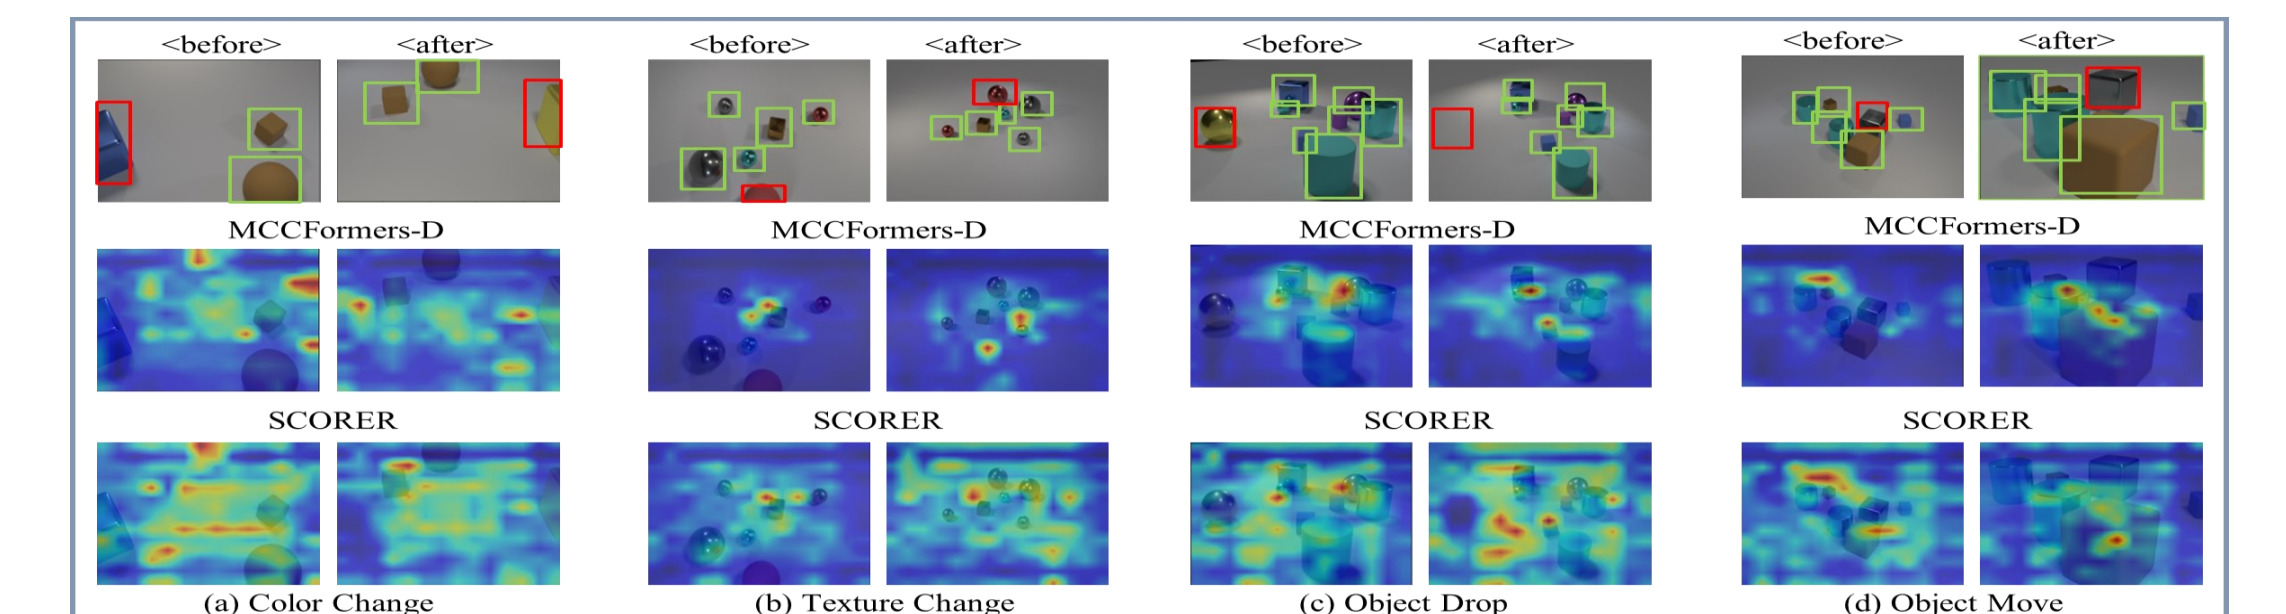 <before> <after> <before> <after> <before> <after> <before> <after>
MCCFormers-D MCCFormers-D MCCFormers-D MCCFormers-D
SCORER SCORER SCORER SCORER
(a) Color Change (b) Texture Change (c) Object Drop (d) Object Move